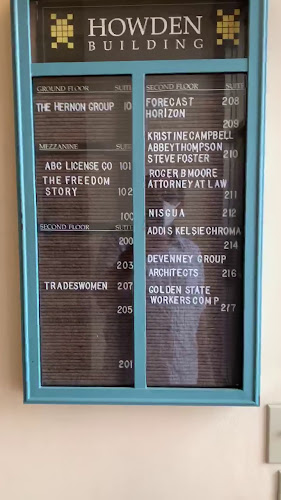 HOWDEN
BUILDING
GROUND FLOOR SUITE
THE HERNON GROUP 10
MEZZANINE SUITE
ABC LICENSE CO 101
THE FREEDOM
STORY 102
100
SECOND FLOOR SUITE
200
203
TRADESWOMEN 207
205
201
SECOND FLOOR SUITE
FORECAST 208
HORIZON
209
KRISTINE CAMPBELL
ABBEY THOMPSON
STEVE FOSTER 210
ROGER B MOORE
ATTORNEY AT LAW
211
NISGUA 212
ADDIS KELSIE CHROMA
214
DEVENNEY GROUP
ARCHITECTS 216
GOLDEN STATE
WORKERS COMP 217